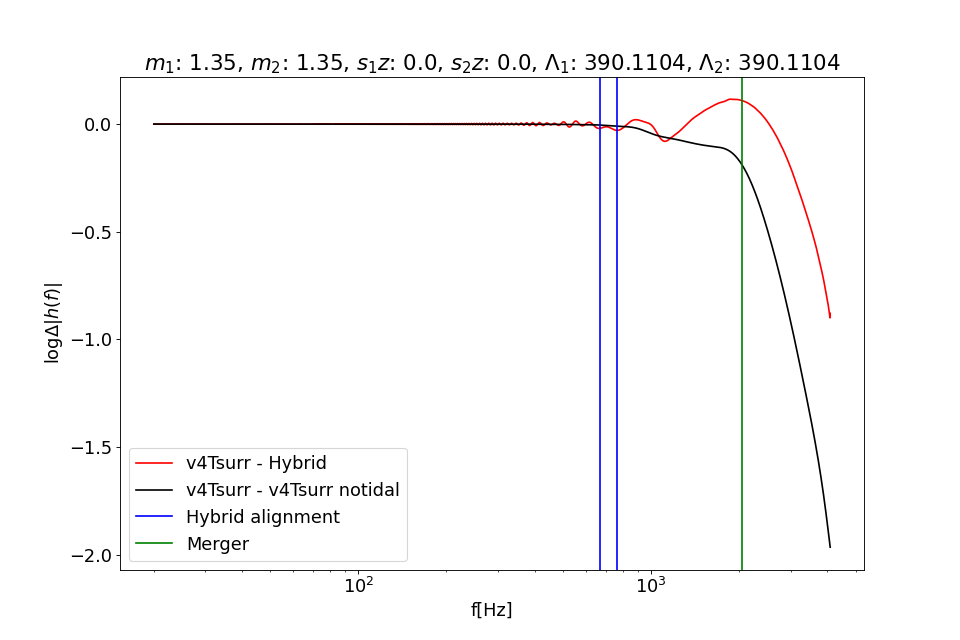 m₁: 1.35, m₂: 1.35, s₁z: 0.0, s₂z: 0.0, Λ₁: 390.1104, Λ₂: 390.1104
logΔ|h(f)|
0.0
−0.5
−1.0
−1.5
−2.0
v4Tsurr - Hybrid
v4Tsurr - v4Tsurr notidal
Hybrid alignment
Merger
10²
10³
f[Hz]